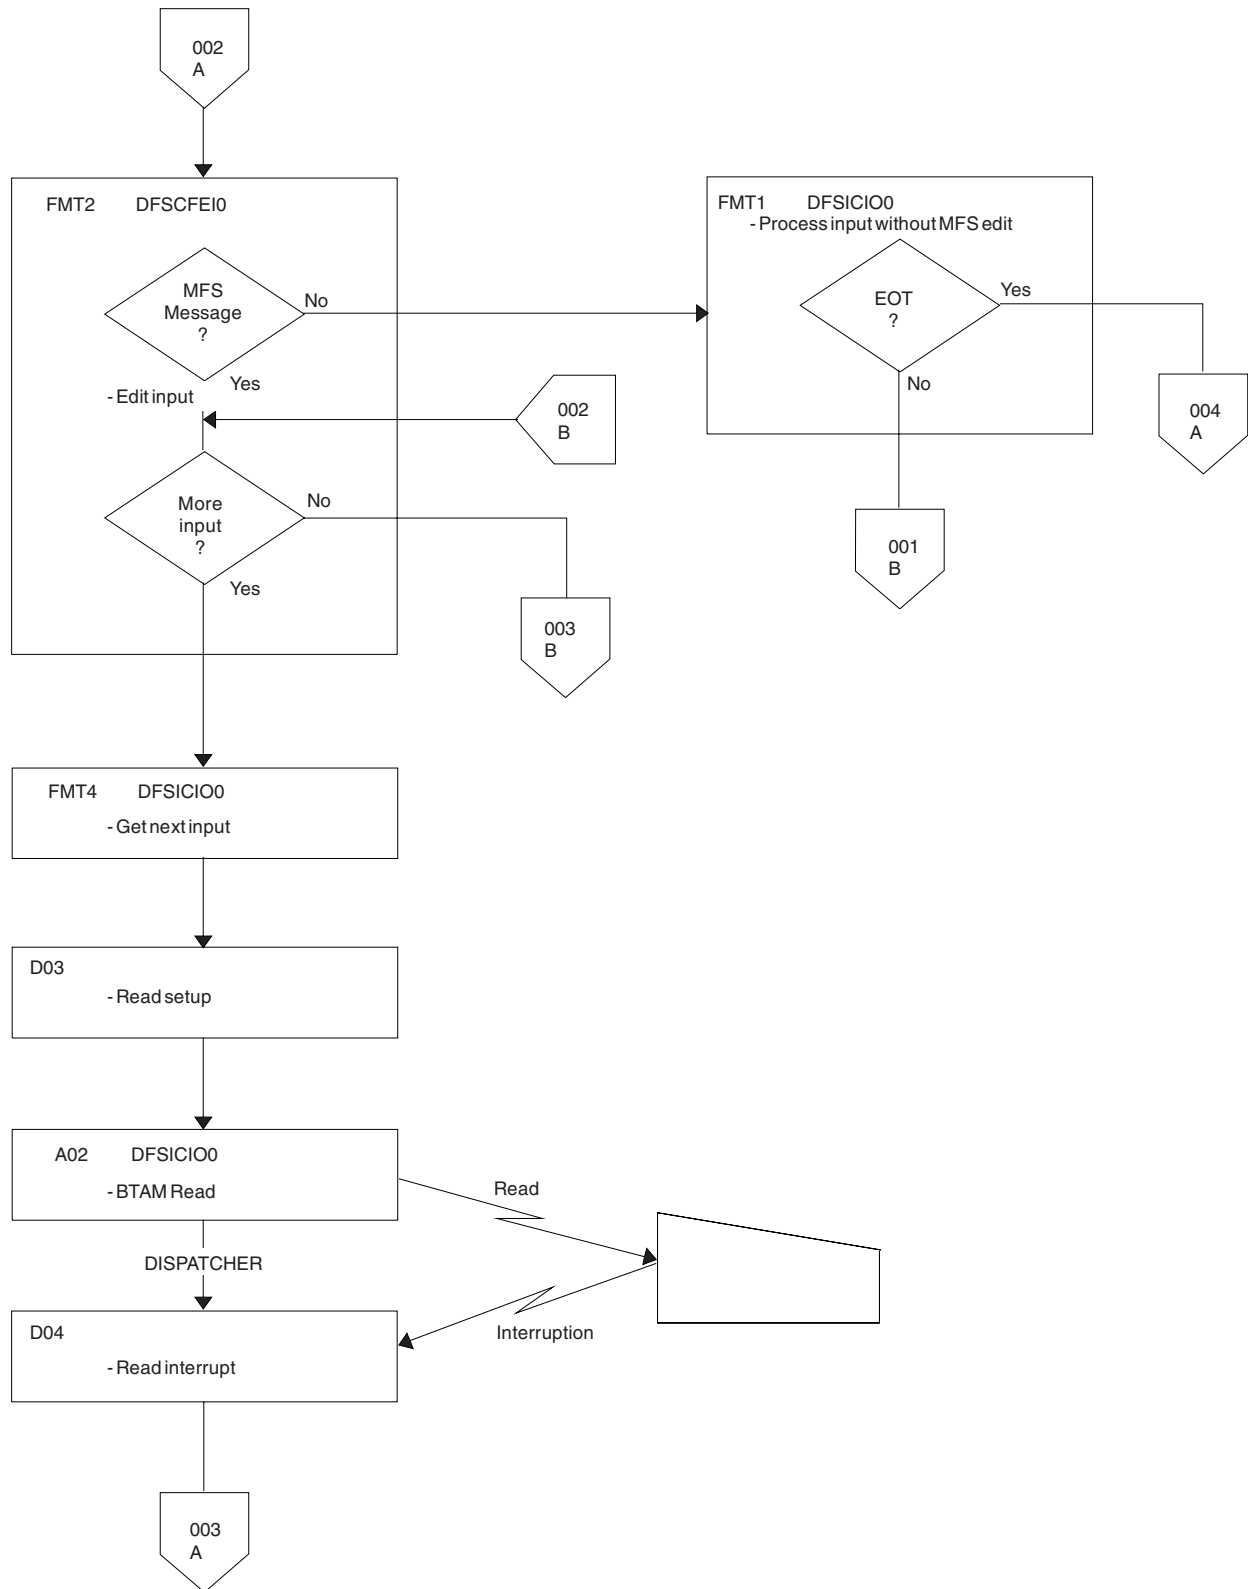 002
A
FMT2 DFSCFEI0
MFS
Message
?
No
Yes
- Edit input
FMT1 DFSICIO0
- Process input without MFS edit
EOT
?
Yes
No
004
A
001
B
002
B
More
input
?
No
Yes
003
B
FMT4 DFSICIO0
- Get next input
D03
- Read setup
A02 DFSICIO0
- BTAM Read
Read
DISPATCHER
D04
- Read interrupt
Interruption
003
A